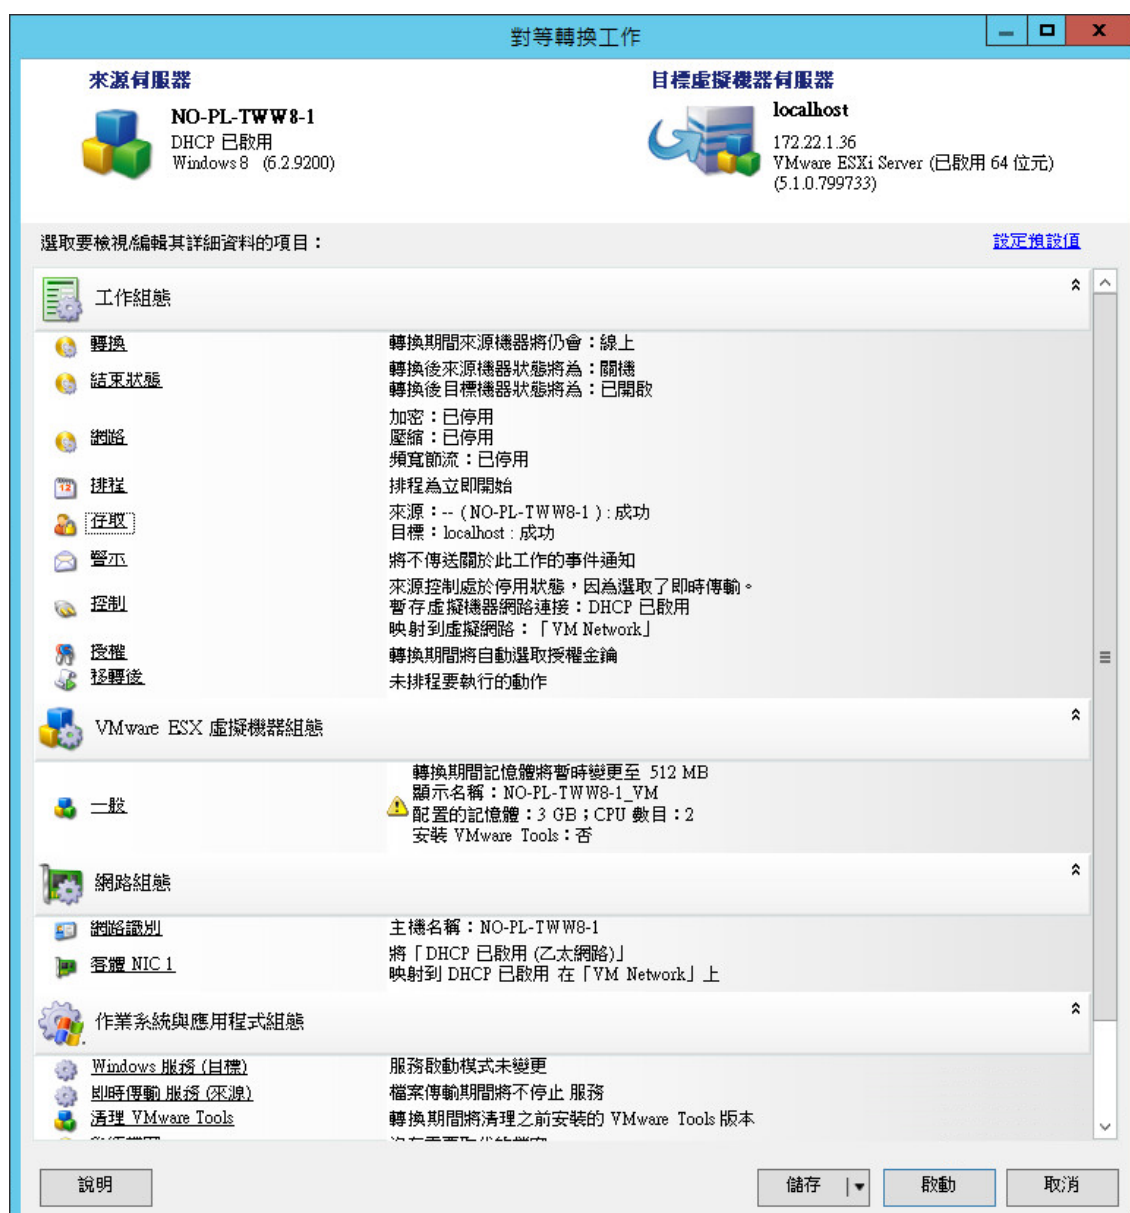 對等轉換工作
來源伺服器
NO-PL-TWW8-1
DHCP 已啟用
Windows 8 (6.2.9200)
目標虛擬機器伺服器
localhost
172.22.1.36
VMware ESXi Server (已啟用 64 位元)
(5.1.0.799733)
選取要檢視/編輯其詳細資料的項目：
設定預設值
工作組態
轉換 轉換期間來源機器將仍會：線上
結束狀態 轉換後來源機器狀態將為：關機
轉換後目標機器狀態將為：已開啟
網路 加密：已停用
壓縮：已停用
頻寬節流：已停用
排程 排程為立即開始
存取 來源：-- ( NO-PL-TWW8-1 ) : 成功
目標：localhost : 成功
警示 將不傳送關於此工作的事件通知
控制 來源控制處於停用狀態，因為選取了即時傳輸。
暫存虛擬機器網路連接：DHCP 已啟用
映射到虛擬網路：「VM Network」
授權 轉換期間將自動選取授權金鑰
移轉後 未排程要執行的動作
VMware ESX 虛擬機器組態
一般 轉換期間記憶體將暫時變更至 512 MB
顯示名稱：NO-PL-TWW8-1_VM
配置的記憶體：3 GB；CPU 數目：2
安裝 VMware Tools：否
網路組態
網路識別 主機名稱：NO-PL-TWW8-1
客體 NIC 1 將「DHCP 已啟用 (乙太網路)」
映射到 DHCP 已啟用 在「VM Network」上
作業系統與應用程式組態
Windows 服務 (目標) 服務啟動模式未變更
即時傳輸 服務 (來源) 檔案傳輸期間將不停止 服務
清理 VMware Tools 轉換期間將清理之前安裝的 VMware Tools 版本
說明
儲存
啟動
取消